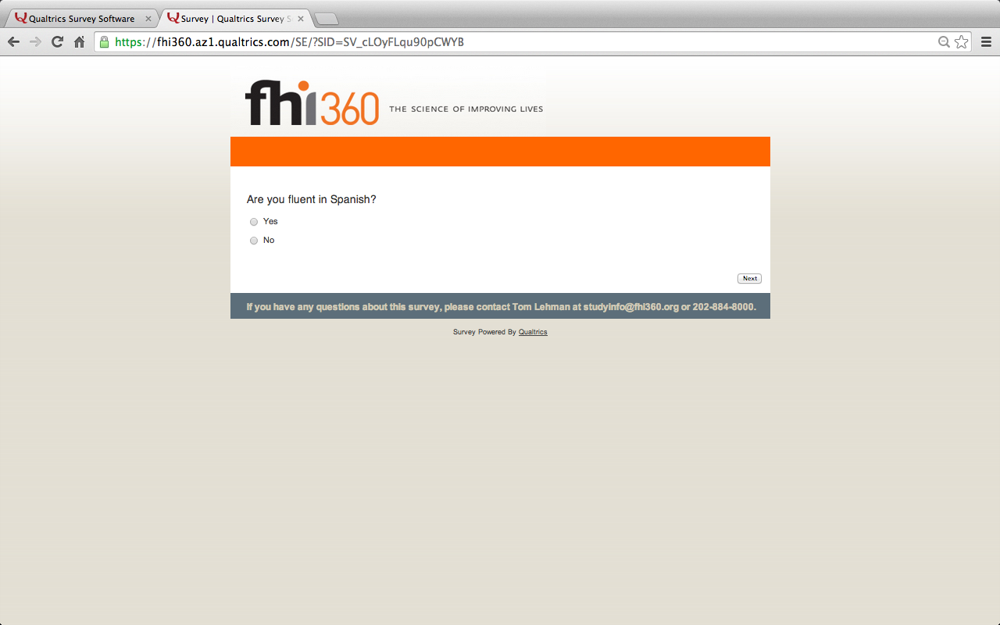 Qualtrics Survey Software
Survey | Qualtrics Survey S
https://fhi360.az1.qualtrics.com/SE/?SID=SV_cLOyFLqu90pCWYB
fhi360 THE SCIENCE OF IMPROVING LIVES
Are you fluent in Spanish?
Yes
No
Next
If you have any questions about this survey, please contact Tom Lehman at studyinfo@fhi360.org or 202-884-8000.
Survey Powered By Qualtrics